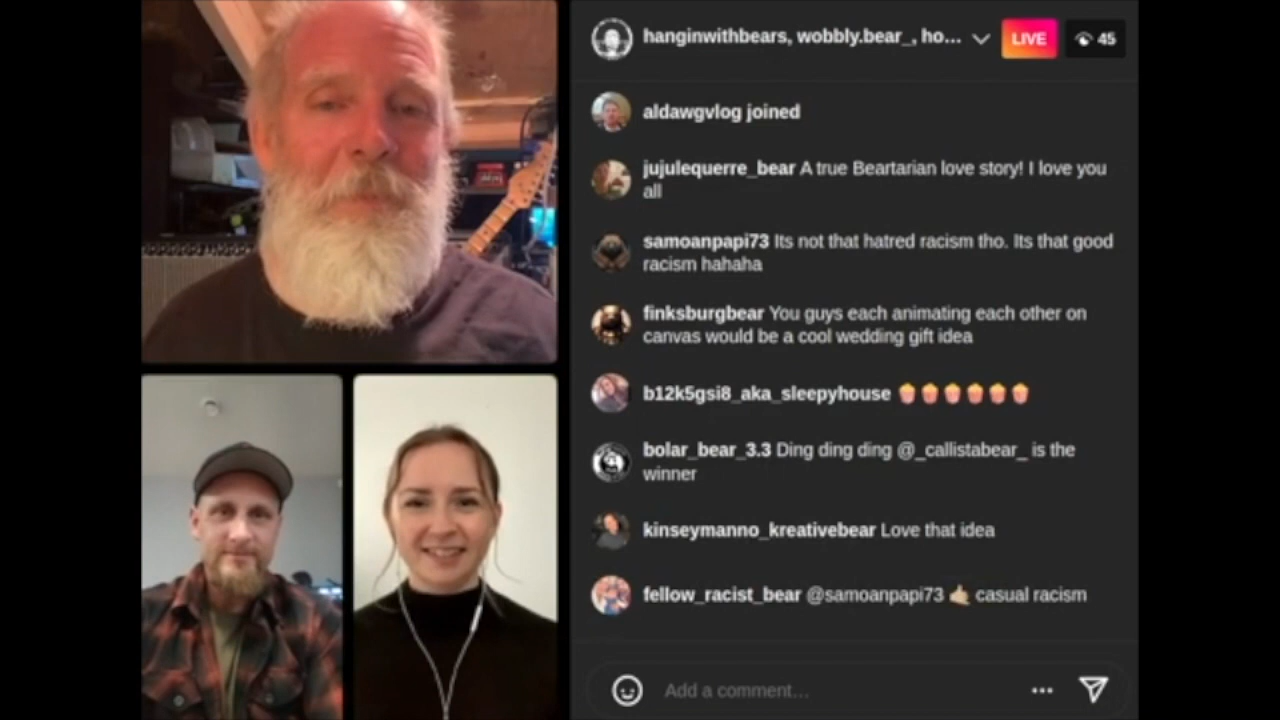 hanginwithbears, wobbly.bear_, ho...
LIVE
45
aldawgvlog joined
jujulequerre_bear A true Beartarian love story! I love you
all
samoanpapi73 Its not that hatred racism tho. Its that good
racism hahaha
finksburgbear You guys each animating each other on
canvas would be a cool wedding gift idea
b12k5gsi8_aka_sleepyhouse 🍿🍿🍿🍿🍿🍿
bolar_bear_3.3 Ding ding ding @_callistabear_ is the
winner
kinseymanno_kreativebear Love that idea
fellow_racist_bear @samoanpapi73 🤙🏼 casual racism
Add a comment...